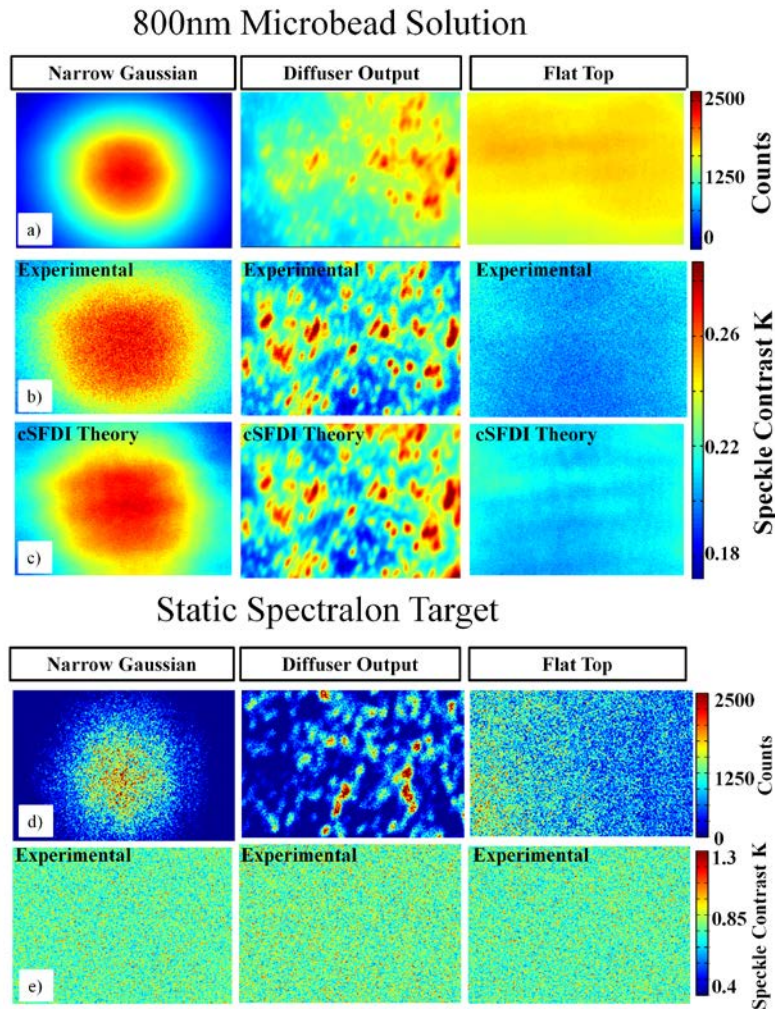 800nm Microbead Solution
Narrow Gaussian
Diffuser Output
Flat Top
a)
2500
1250
0
Counts
Experimental
Experimental
Experimental
b)
cSFDI Theory
cSFDI Theory
cSFDI Theory
c)
0.26
0.22
0.18
Speckle Contrast K
Static Spectralon Target
Narrow Gaussian
Diffuser Output
Flat Top
d)
2500
1250
0
Counts
Experimental
Experimental
Experimental
e)
1.3
0.85
0.4
Speckle Contrast K